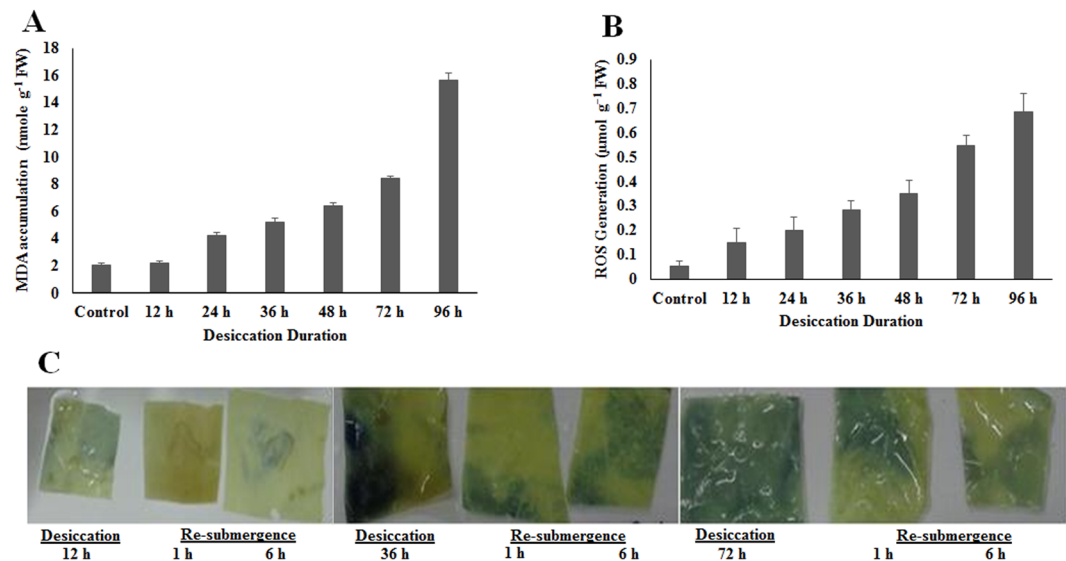 A
MDA accumulation (nmole g⁻¹ FW)
18
16
14
12
10
8
6
4
2
0
Control 12 h 24 h 36 h 48 h 72 h 96 h
Desiccation Duration
B
ROS Generation (µmol g⁻¹ FW)
0.9
0.8
0.7
0.6
0.5
0.4
0.3
0.2
0.1
0
Control 12 h 24 h 36 h 48 h 72 h 96 h
Desiccation Duration
C
Desiccation Re-submergence Desiccation Re-submergence Desiccation Re-submergence
12 h 1 h 6 h 36 h 1 h 6 h 72 h 1 h 6 h